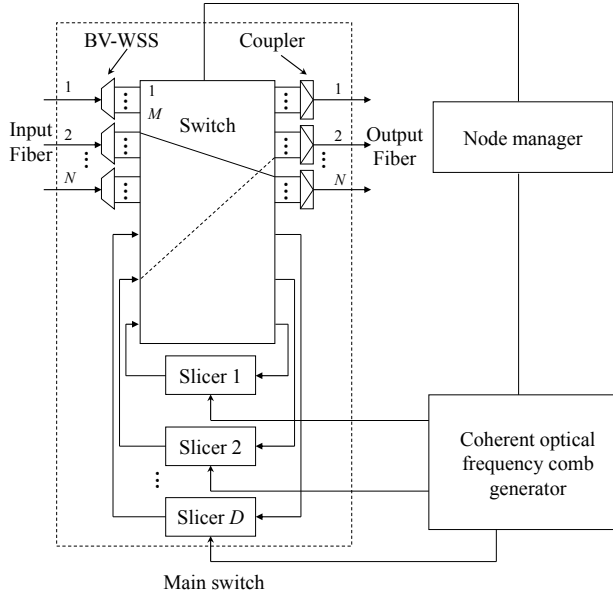 BV-WSS
Coupler
1
1
1
M
Switch
Input
Fiber
2
2
Output
Fiber
Node manager
N
N
Slicer 1
Slicer 2
Slicer D
Coherent optical
frequency comb
generator
Main switch